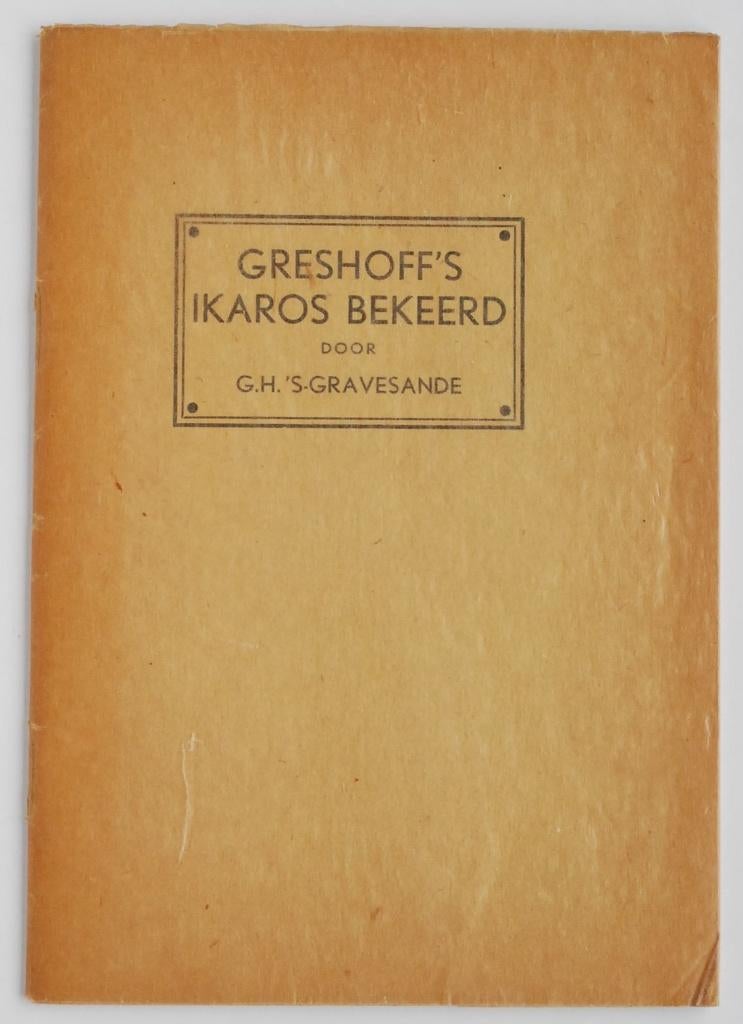 GRESHOFF'S
IKAROS BEKEERD
DOOR
G.H. 'S-GRAVESANDE